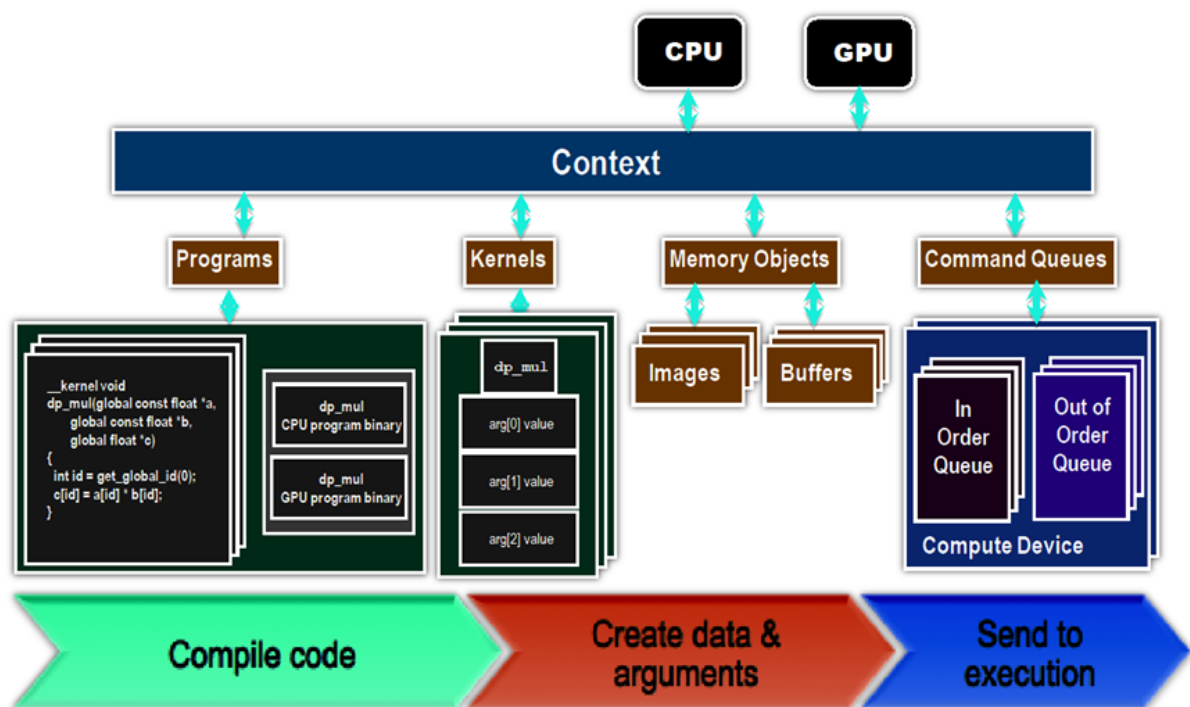 CPU
GPU
Context
Programs
Kernels
Memory Objects
Command Queues
__kernel void
dp_mul(global const float *a,
global const float *b,
global float *c)
{
int id = get_global_id(0);
c[id] = a[id] * b[id];
}
dp_mul
CPU program binary
dp_mul
GPU program binary
dp_mul
arg[0] value
arg[1] value
arg[2] value
Images
Buffers
In
Order
Queue
Out of
Order
Queue
Compute Device
Compile code
Create data &
arguments
Send to
execution